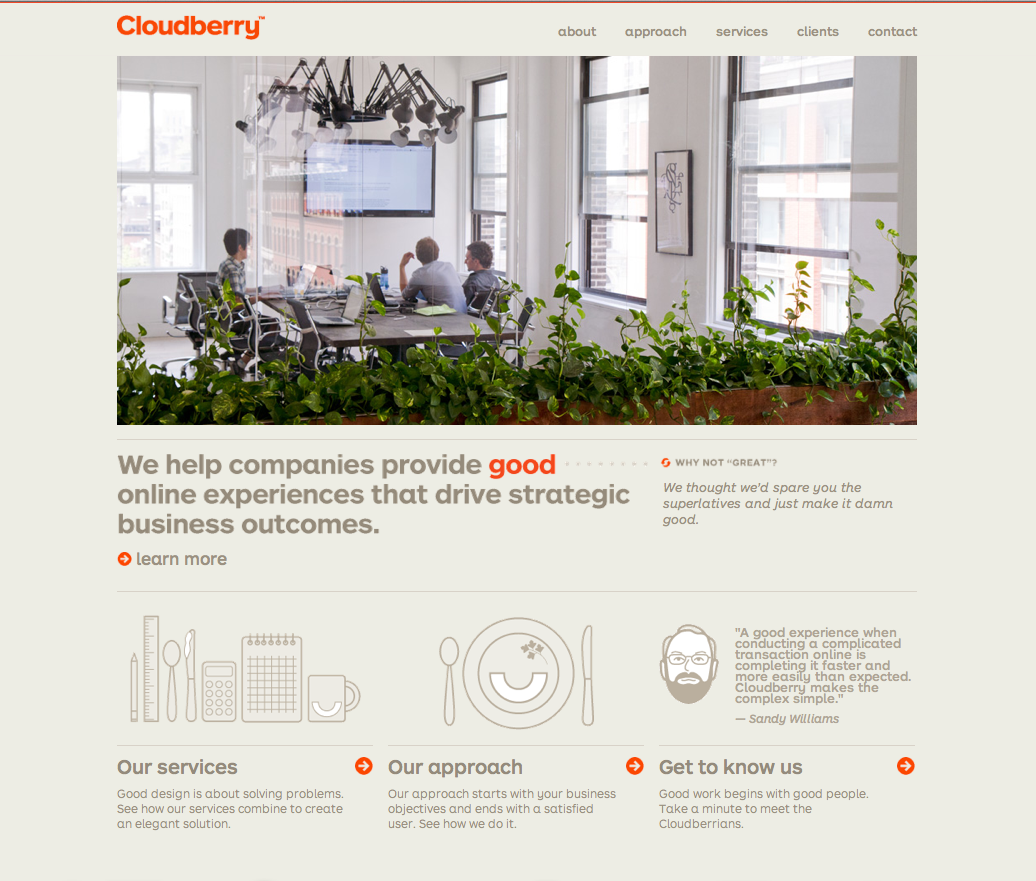 Cloudberry™
about approach services clients contact
We help companies provide good
online experiences that drive strategic
business outcomes.
learn more
WHY NOT “GREAT”?
We thought we'd spare you the
superlatives and just make it damn
good.
"A good experience when
conducting a complicated
transaction online is
completing it faster and
more easily than expected.
Cloudberry makes the
complex simple."
— Sandy Williams
Our services
Good design is about solving problems.
See how our services combine to create
an elegant solution.
Our approach
Our approach starts with your business
objectives and ends with a satisfied
user. See how we do it.
Get to know us
Good work begins with good people.
Take a minute to meet the
Cloudberrians.